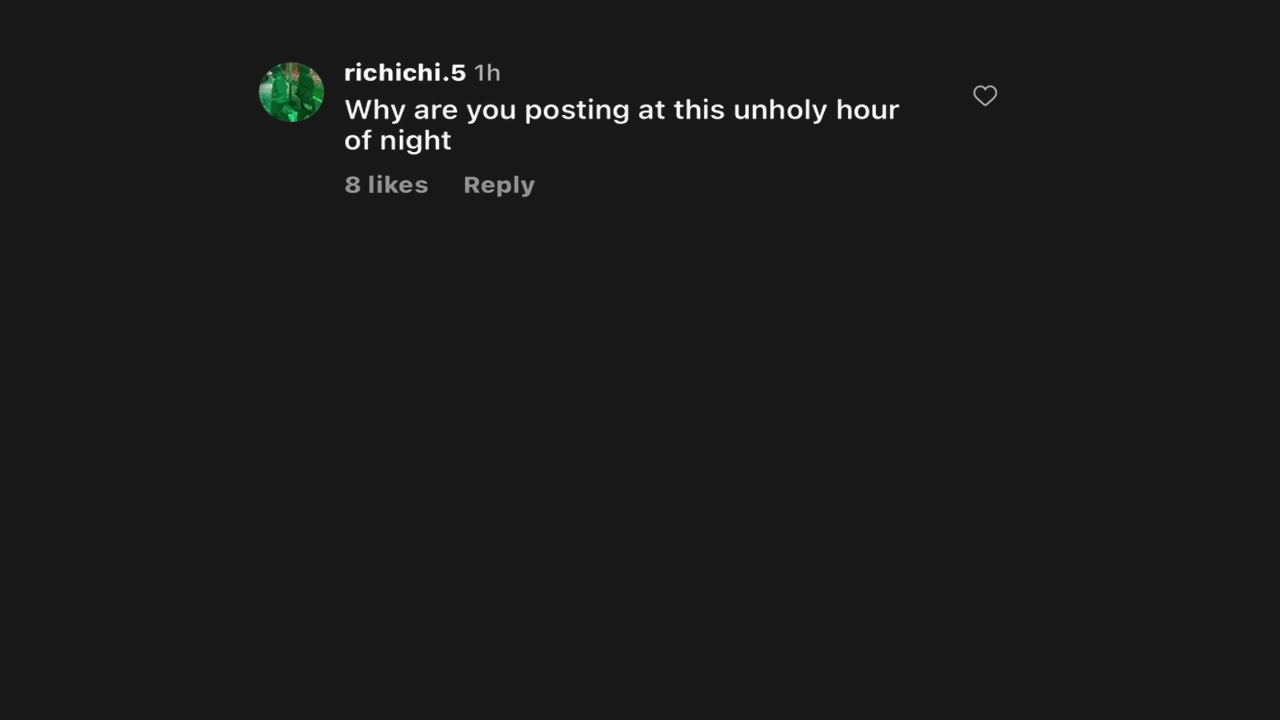 richichi.5 1h
Why are you posting at this unholy hour
of night
8 likes Reply